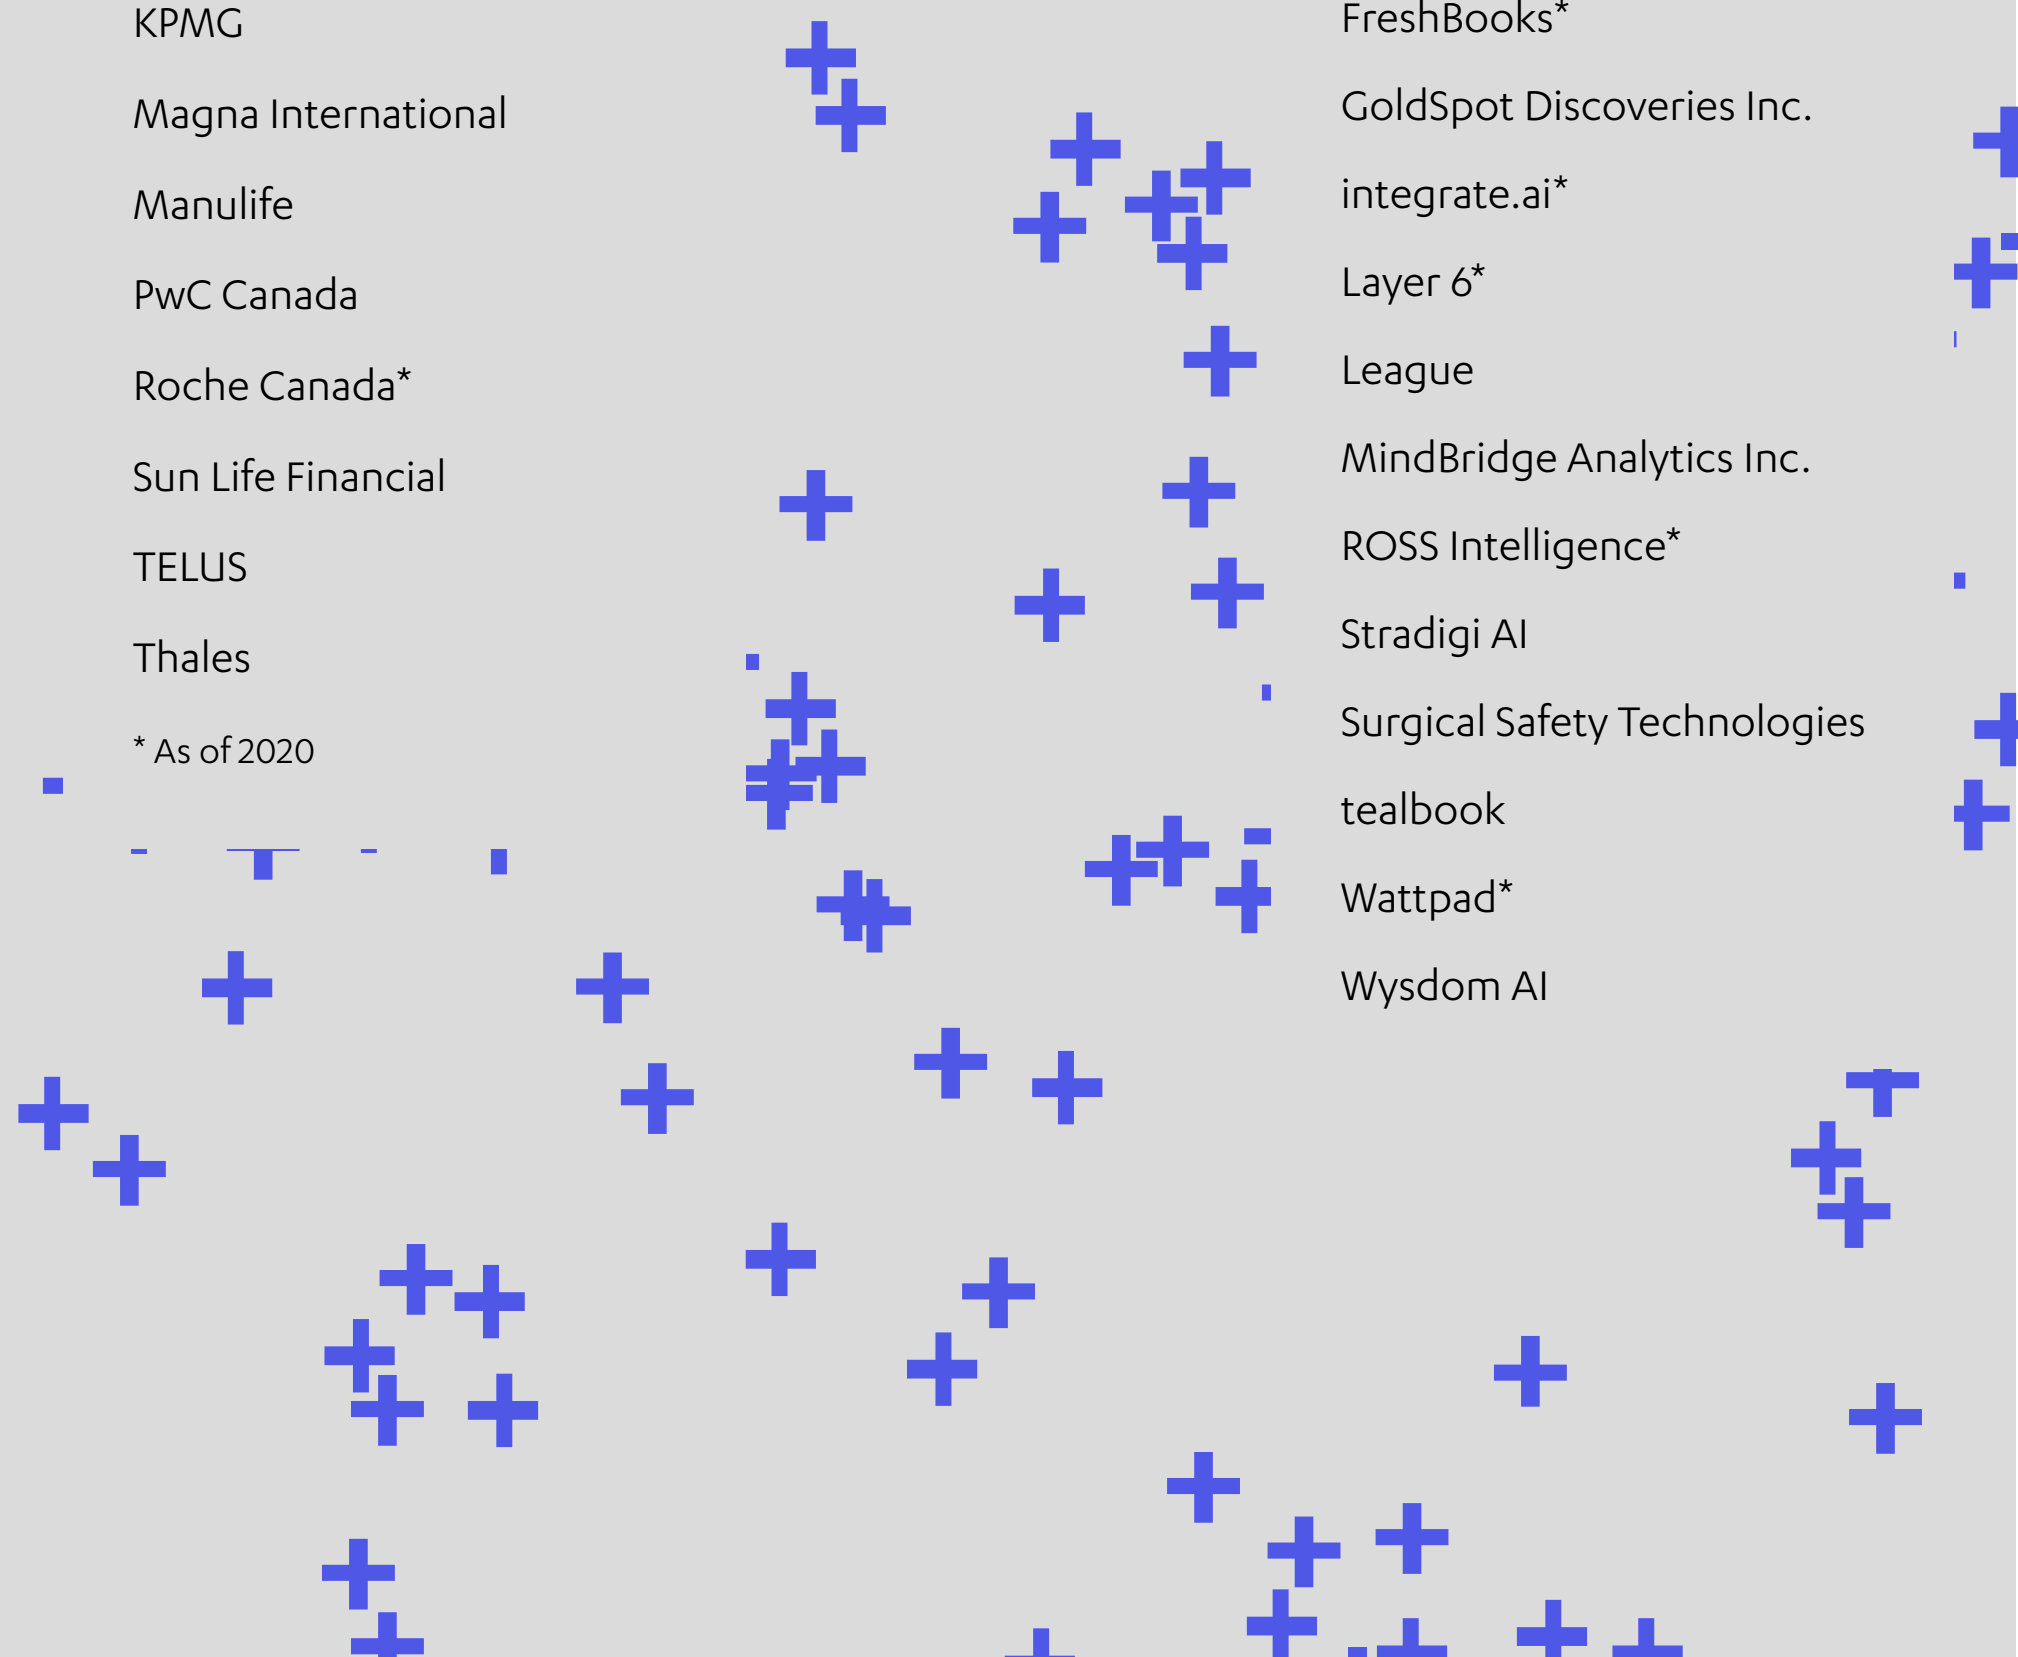 KPMG
Magna International
Manulife
PwC Canada
Roche Canada*
Sun Life Financial
TELUS
Thales
* As of 2020
FreshBooks*
GoldSpot Discoveries Inc.
integrate.ai*
Layer 6*
League
MindBridge Analytics Inc.
ROSS Intelligence*
Stradigi AI
Surgical Safety Technologies
tealbook
Wattpad*
Wysdom AI